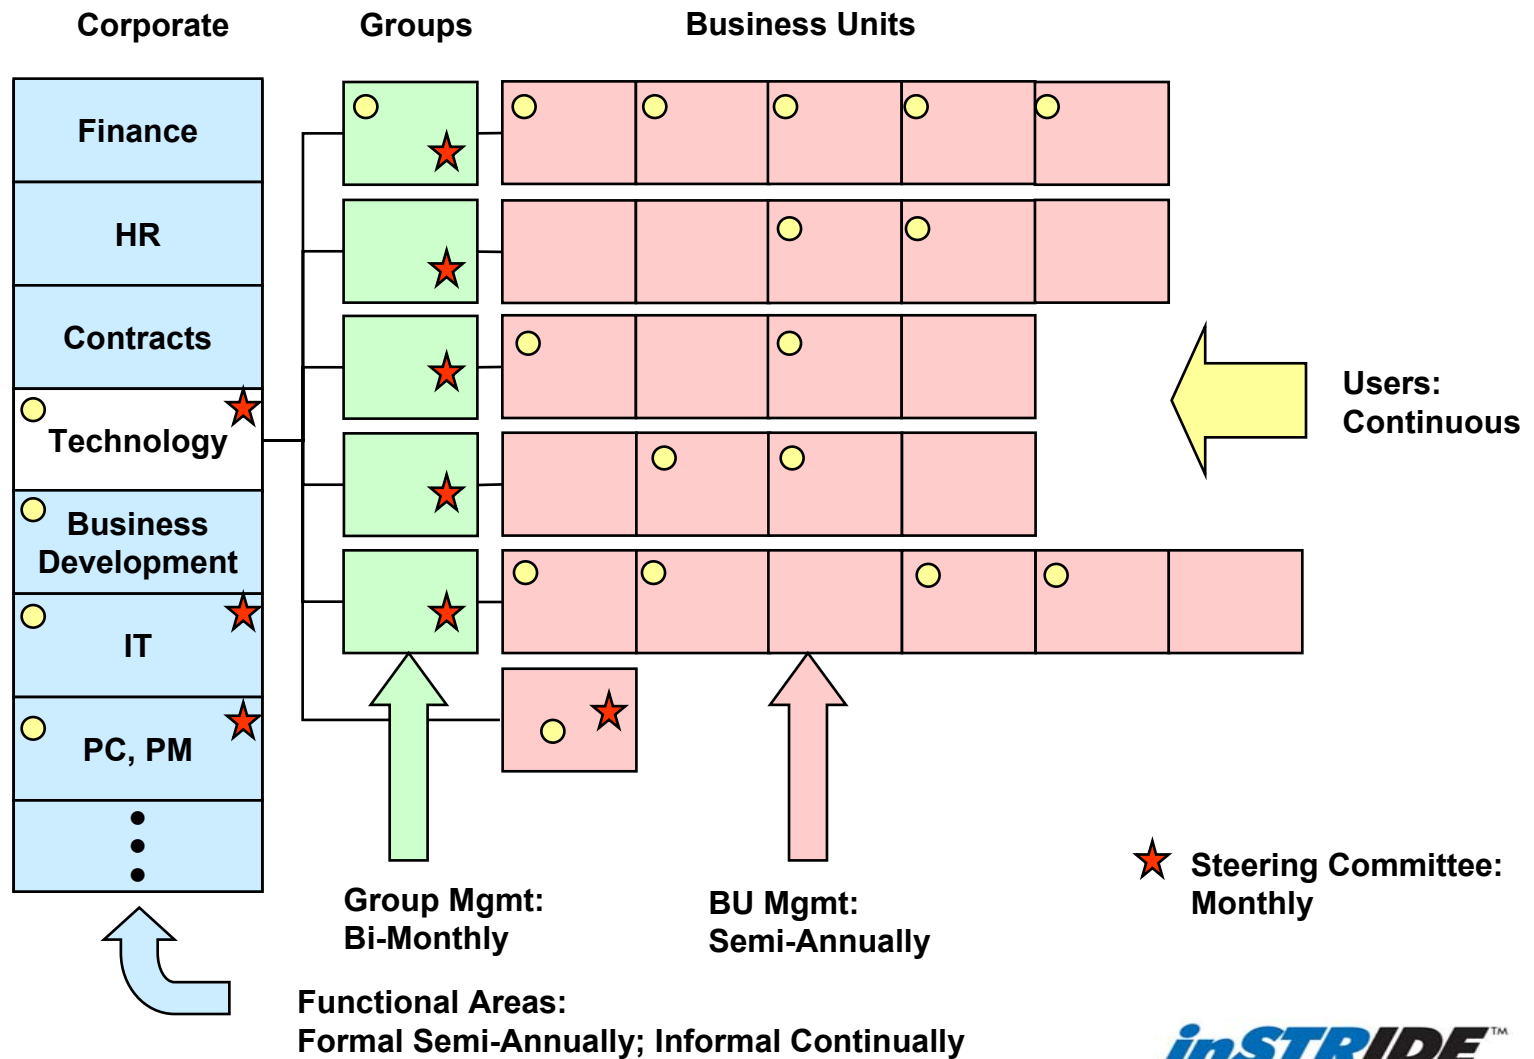 Corporate
Groups
Business Units
Finance
HR
Contracts
Technology
Business
Development
IT
PC, PM
Users:
Continuous
Group Mgmt:
Bi-Monthly
BU Mgmt:
Semi-Annually
Steering Committee:
Monthly
Functional Areas:
Formal Semi-Annually; Informal Continually
inSTRIDE™